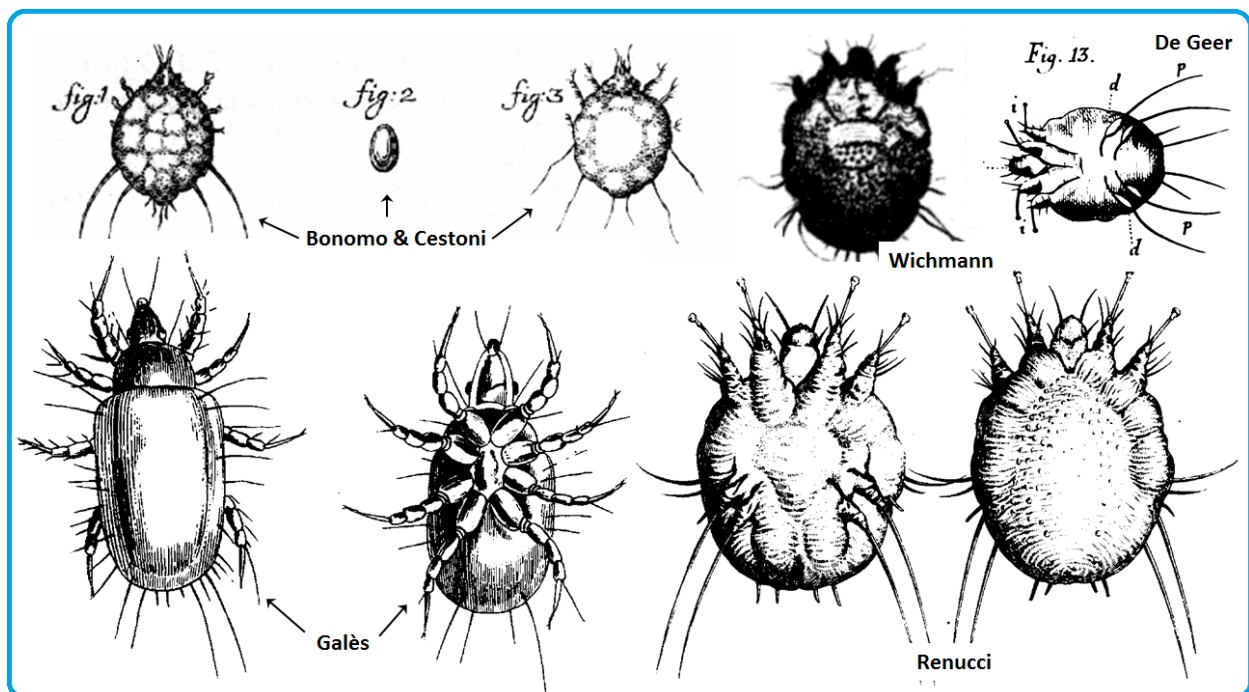 fig:1
fig:2
fig:3
Bonomo & Cestoni
Wichmann
De Geer
Fig. 13.
p
d
i
i
d
p
Galès
Renucci